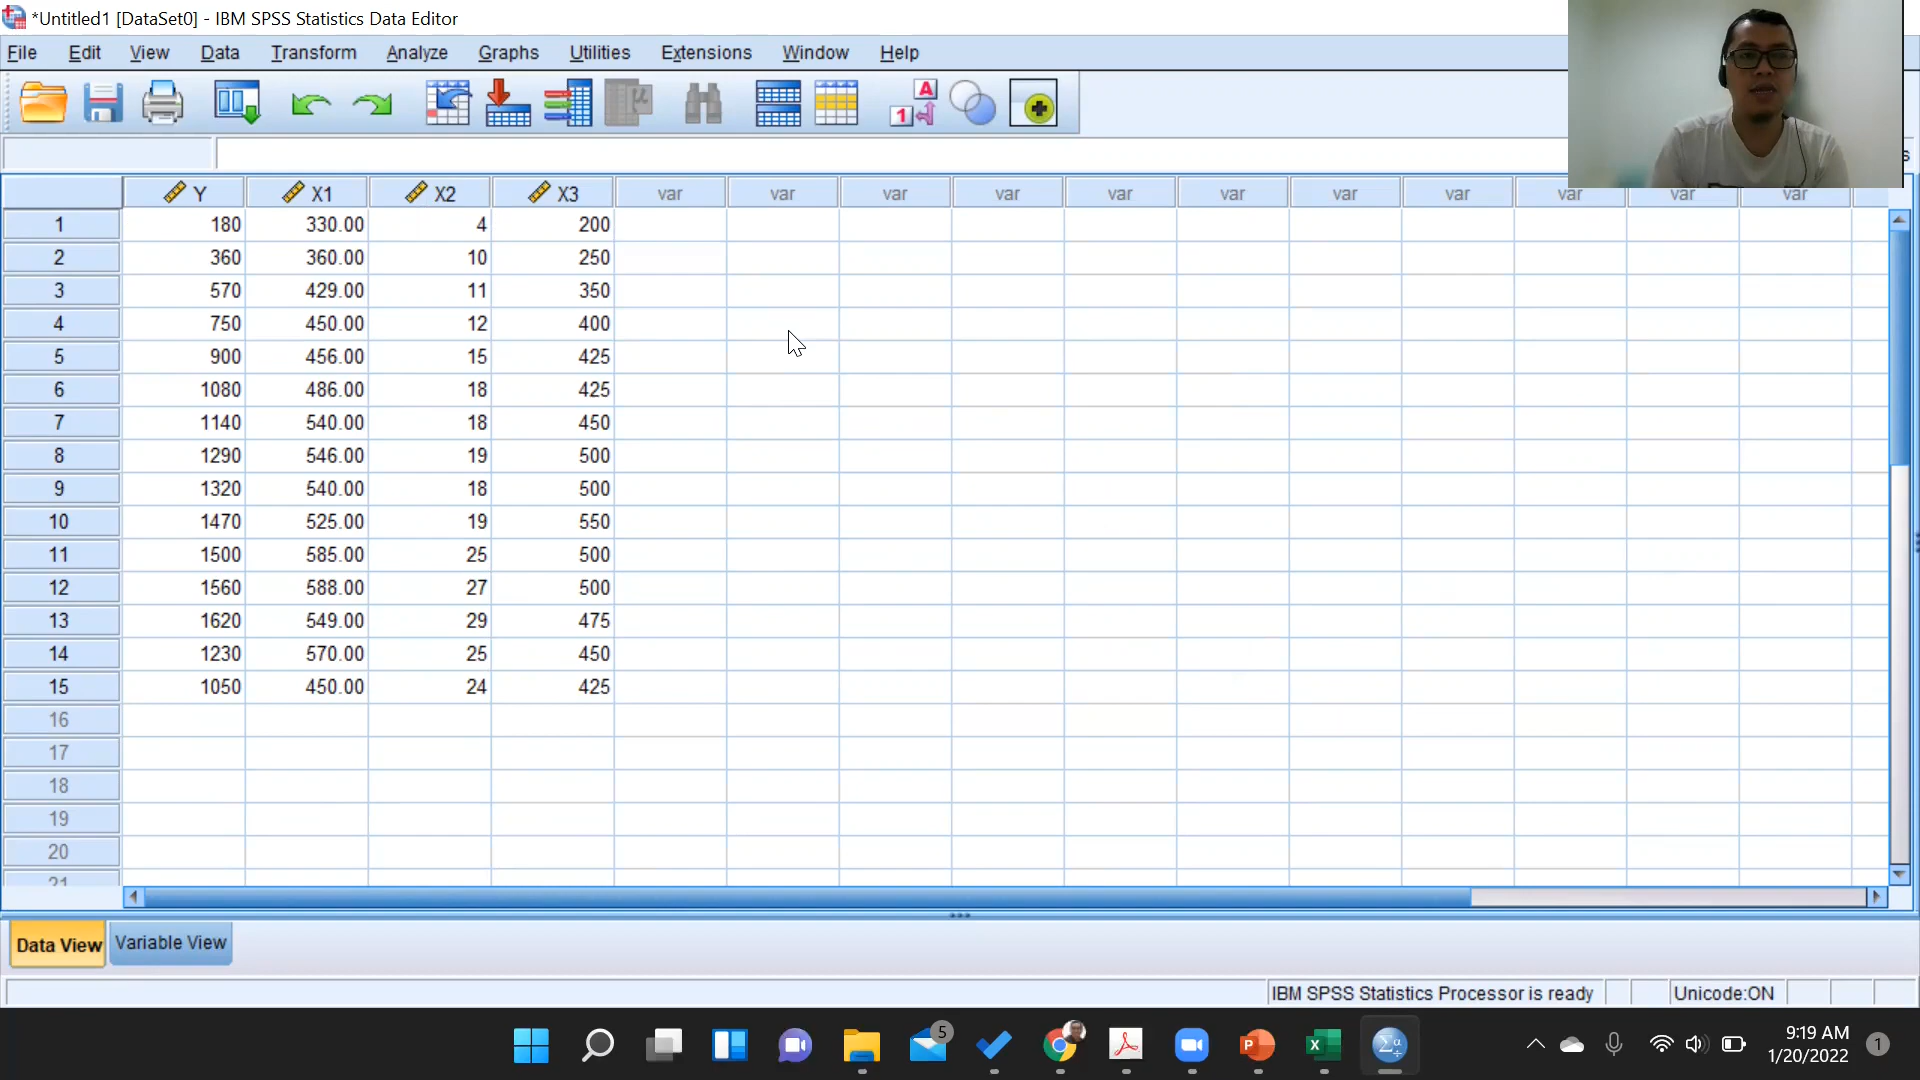 *Untitled1 [DataSet0] - IBM SPSS Statistics Data Editor
File Edit View Data Transform Analyze Graphs Utilities Extensions Window Help
Y X1 X2 X3 var var var var var var var var var var var
1 180 330.00 4 200
2 360 360.00 10 250
3 570 429.00 11 350
4 750 450.00 12 400
5 900 456.00 15 425
6 1080 486.00 18 425
7 1140 540.00 18 450
8 1290 546.00 19 500
9 1320 540.00 18 500
10 1470 525.00 19 550
11 1500 585.00 25 500
12 1560 588.00 27 500
13 1620 549.00 29 475
14 1230 570.00 25 450
15 1050 450.00 24 425
16
17
18
19
20
21
Data View Variable View
IBM SPSS Statistics Processor is ready Unicode:ON
5
9:19 AM
1/20/2022
1